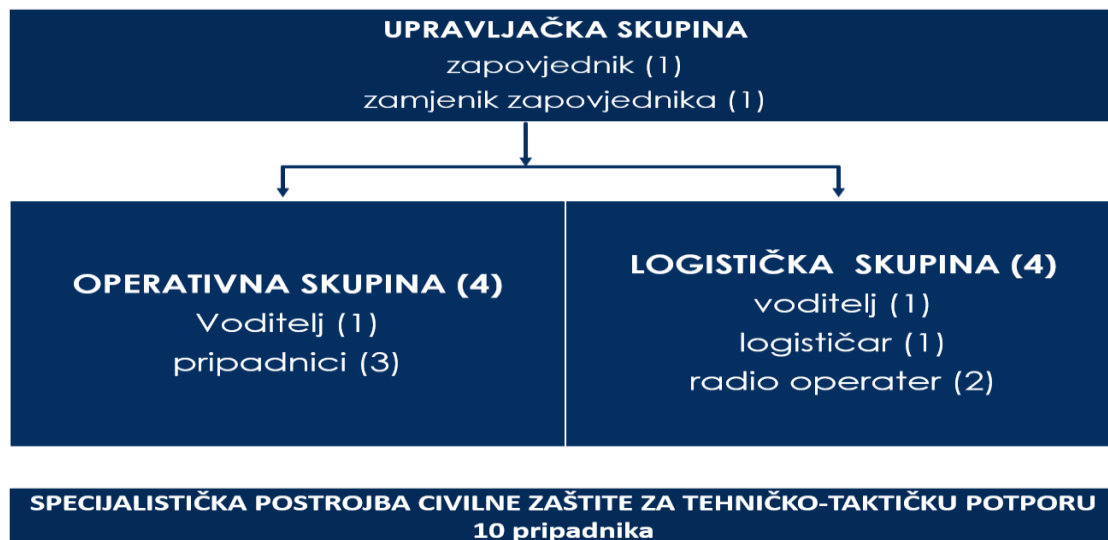 UPRAVLJAČKA SKUPINA
zapovjednik (1)
zamjenik zapovjednika (1)
OPERATIVNA SKUPINA (4)
Voditelj (1)
pripadnici (3)
LOGISTIČKA SKUPINA (4)
voditelj (1)
logističar (1)
radio operater (2)
SPECIJALISTIČKA POSTROJBA CIVILNE ZAŠTITE ZA TEHNIČKO-TAKTIČKU POTPORU
10 pripadnika